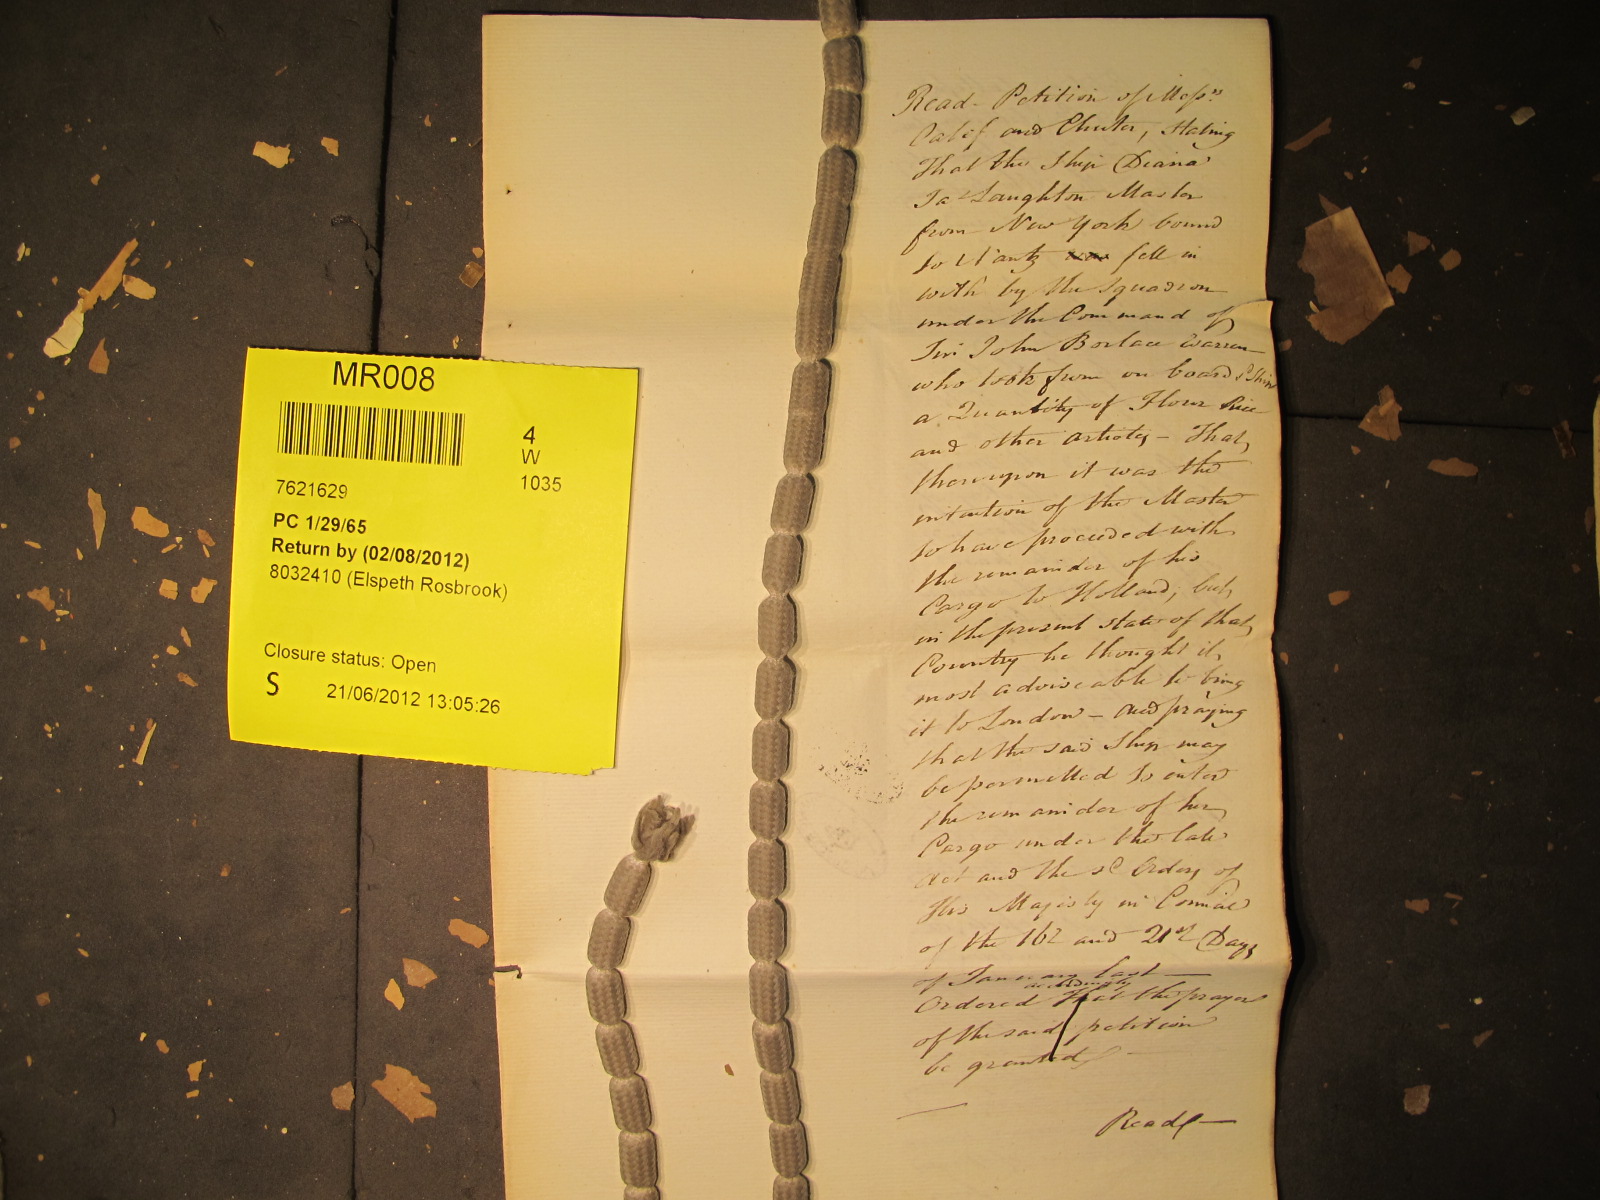 MR008
4
W
1035
7621629
PC 1/29/65
Return by (02/08/2012)
8032410 (Elspeth Rosbrook)
Closure status: Open
S 21/06/2012 13:05:26
Read Petition of Messrs
Calef and Chuter, Stating
That the Ship Diana
Jas Laughton Master
from New York bound
to Nantz was fell in
with by the Squadron
under the Command of
Sir John Borlace Warren
who took from on board sd Ship
a Quantity of Flour Rice
and other Articles - That
thereupon it was the
intention of the Master
to have proceeded with
the remainder of his
Cargo to Holland, but
in the present state of that
Country he thought it
most adviseable to bring
it to London - and praying
that the said Ship may
be permitted to enter
the remainder of her
Cargo under the late
Act and the sd Orders of
His Majesty in Council
of the 16th and 21st Days
of January last
accordingly
Ordered That the prayer
of the said petition
be granted
Read